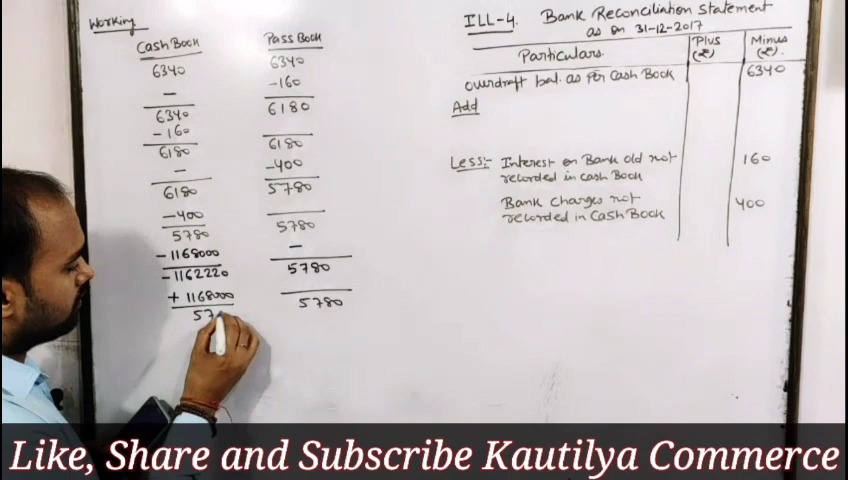 Working
Cash Book
6340
-
6340
-160
6180
-
6180
-400
5780
-1168000
-1162220
+1168000
57
Pass Book
6340
-160
6180
6180
-400
5780
5780
-
5780
5780
ILL-4. Bank Reconciliation Statement
as on 31-12-2017
Particulars Plus (₹) Minus (₹).
overdraft bal. as per Cash Book 6340
Add
Less:- Interest on Bank old not 160
recorded in cash Book
Bank charges not 400
recorded in Cash Book
Like, Share and Subscribe Kautilya Commerce